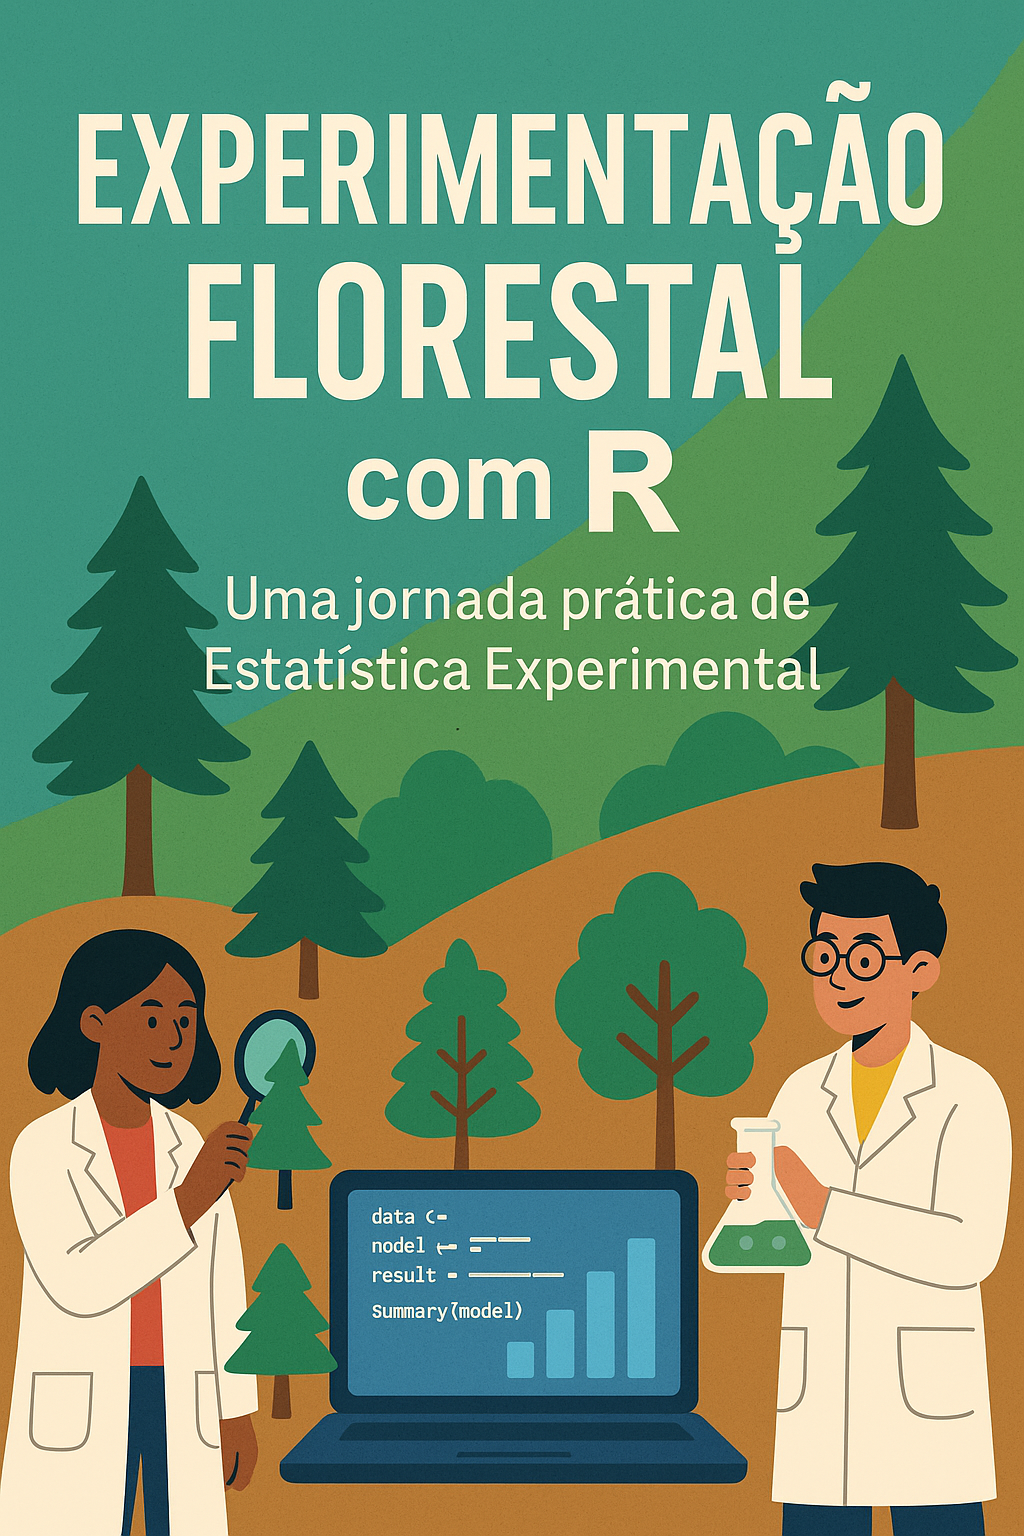 EXPERIMENTAÇÃO
FLORESTAL
com R
Uma jornada prática de
Estatística Experimental
data <-
nodel
result -
Summary(model)